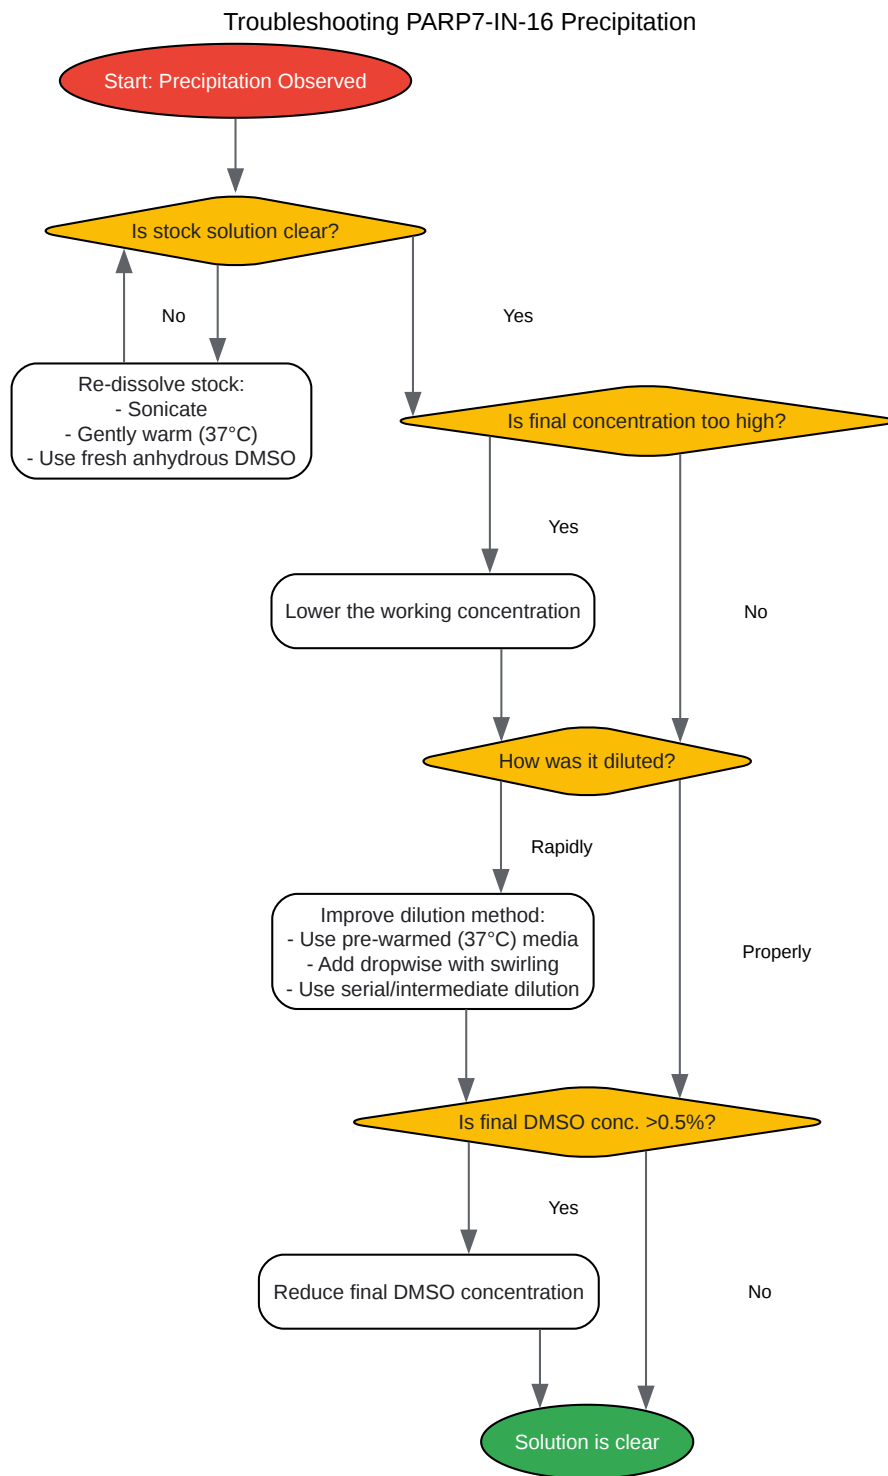 Troubleshooting PARP7-IN-16 Precipitation
Start: Precipitation Observed
Is stock solution clear?
No
Yes
Re-dissolve stock:
- Sonicate
- Gently warm (37°C)
- Use fresh anhydrous DMSO
Is final concentration too high?
Yes
Lower the working concentration
No
How was it diluted?
Rapidly
Improve dilution method:
- Use pre-warmed (37°C) media
- Add dropwise with swirling
- Use serial/intermediate dilution
Properly
Is final DMSO conc. >0.5%?
Yes
Reduce final DMSO concentration
No
Solution is clear